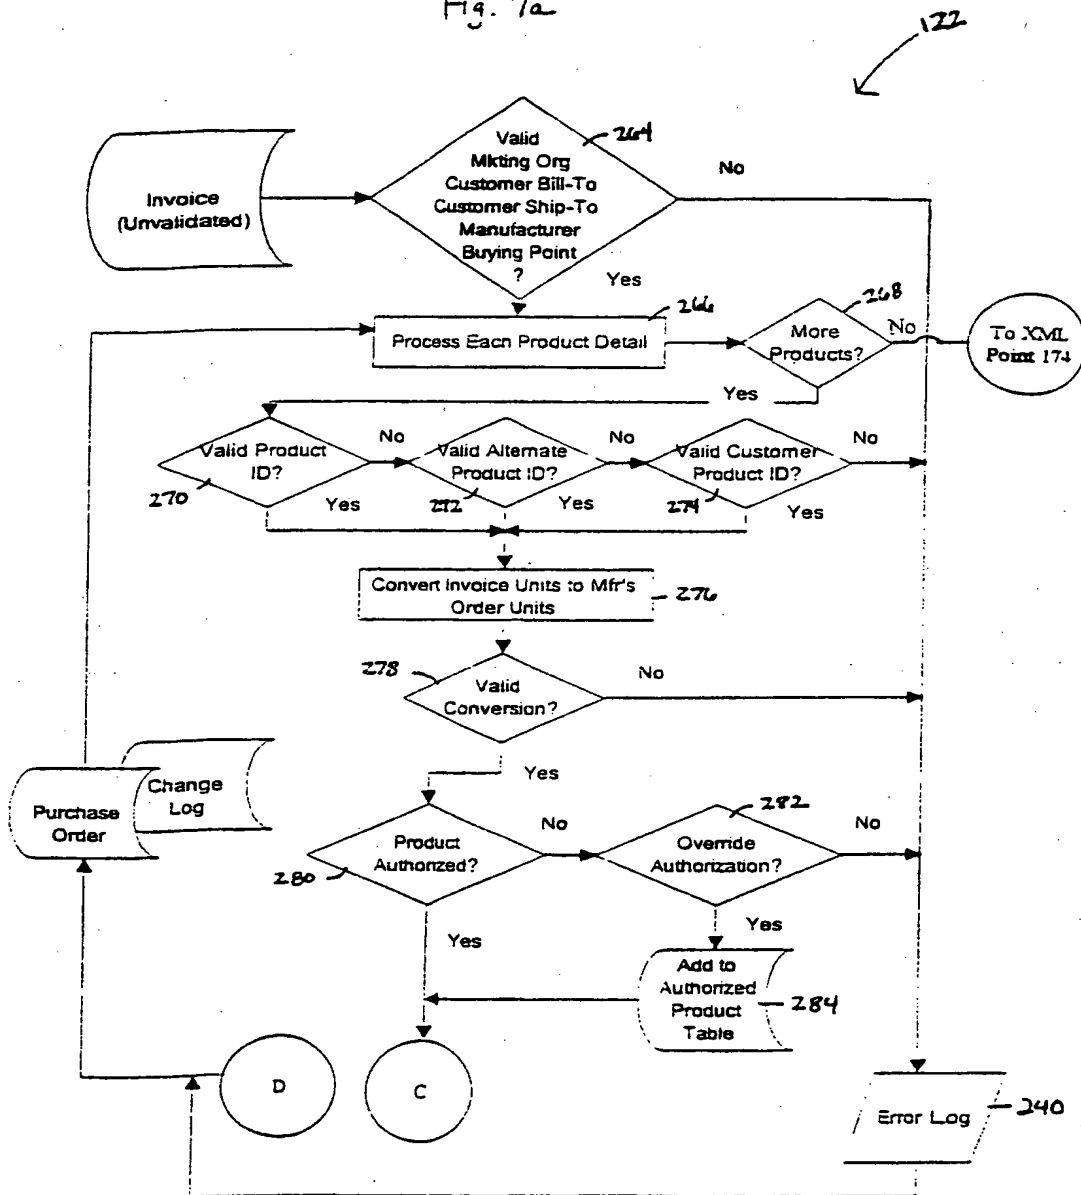 Fig. 7a
122
264
Valid
Mkting Org
Customer Bill-To
Customer Ship-To
Manufacturer
Buying Point
?
No
Invoice
(Unvalidated)
Yes
266
268
Process Each Product Detail
More
Products?
No
To XML
Point 174
Yes
Valid Product
ID?
No
Valid Alternate
Product ID?
No
Valid Customer
Product ID?
No
270
Yes
272
Yes
274
Yes
Convert Invoice Units to Mfr's
Order Units
276
278
Valid
Conversion?
No
Yes
Change
Log
Purchase
Order
282
Product
Authorized?
No
Override
Authorization?
No
280
Yes
Yes
Add to
Authorized
Product
Table
284
D
C
Error Log
240